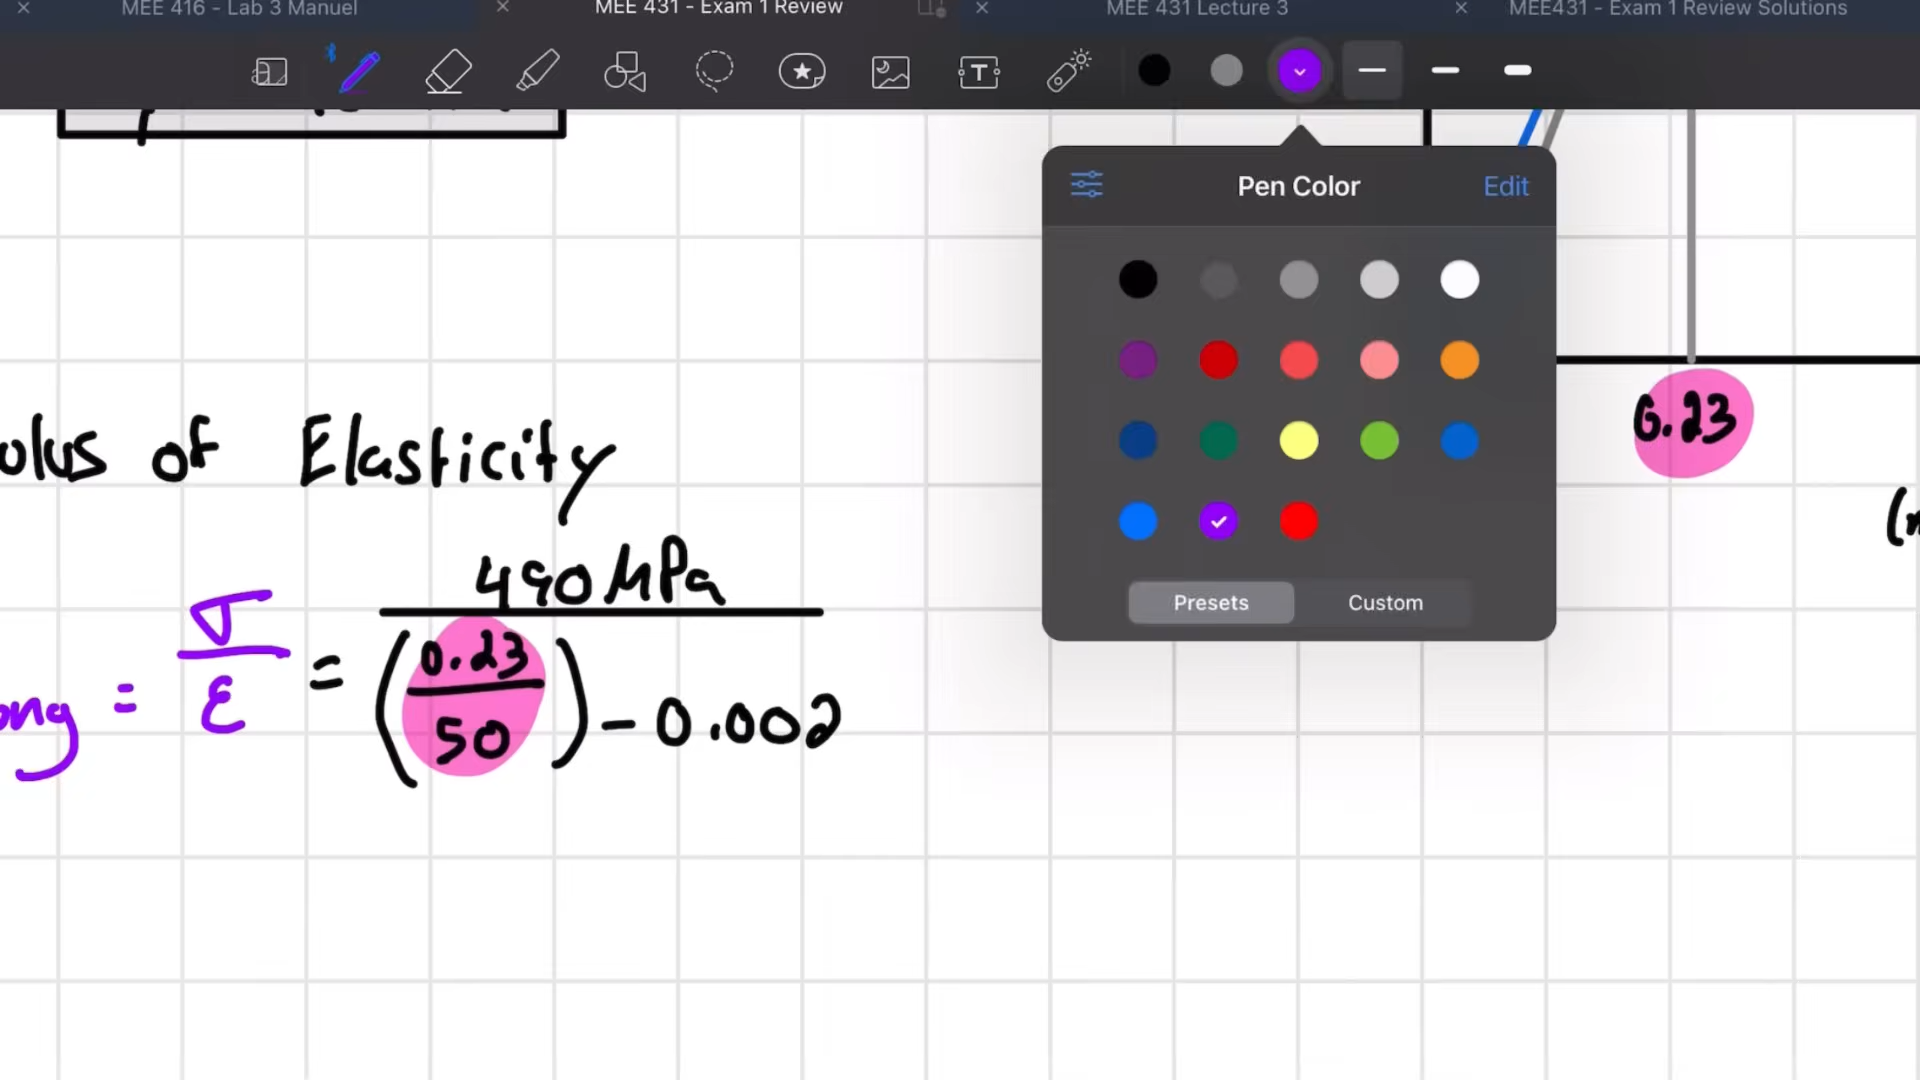 MEE 416 - Lab 3 Manuel
MEE 431 - Exam 1 Review
MEE 431 Lecture 3
MEE431 - Exam 1 Review Solutions
Pen Color
Edit
Presets
Custom
0.23
olus of Elasticity
ong = σ/ε = 490 MPa
(0.23/50) - 0.002